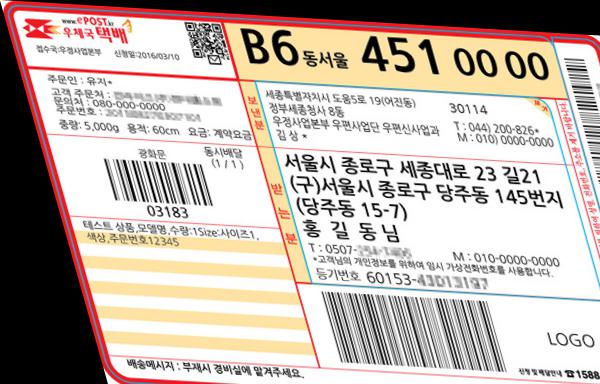 www.ePOST.kr
우체국 택배
접수국:우정사업본부 신청일:2016/03/10
B6 동서울 451 00 00
주문인 : 유지*
고객 주문처 :
문의처 : 080-000-0000
주문번호 :
중량: 5,000g 용적: 60cm 요금: 계약요금
보 낸 분
세종특별자치시 도움5로 19(어진동) 30114
정부세종청사 8동
우정사업본부 우편사업단 우편신사업과 T : 044) 200-826*
김 상 * M : 010) 0000-0000
광화문 동시배달
(1 / 1)
03183
받 는 분
서울시 종로구 세종대로 23 길21
(구)서울시 종로구 당주동 145번지
(당주동 15-7)
홍 길 동 님
T : 0507- M : 010) 0000-0000
*고객님의 개인정보를 위하여 임시 가상전화번호를 사용합니다.
등기번호 60153-
테스트 상품,모델명,수량:1Size:사이즈1,
색상,주문번호12345
LOGO
배송메시지 : 부재시 경비실에 맡겨주세요.
신청 및 배달안내 ☎1588